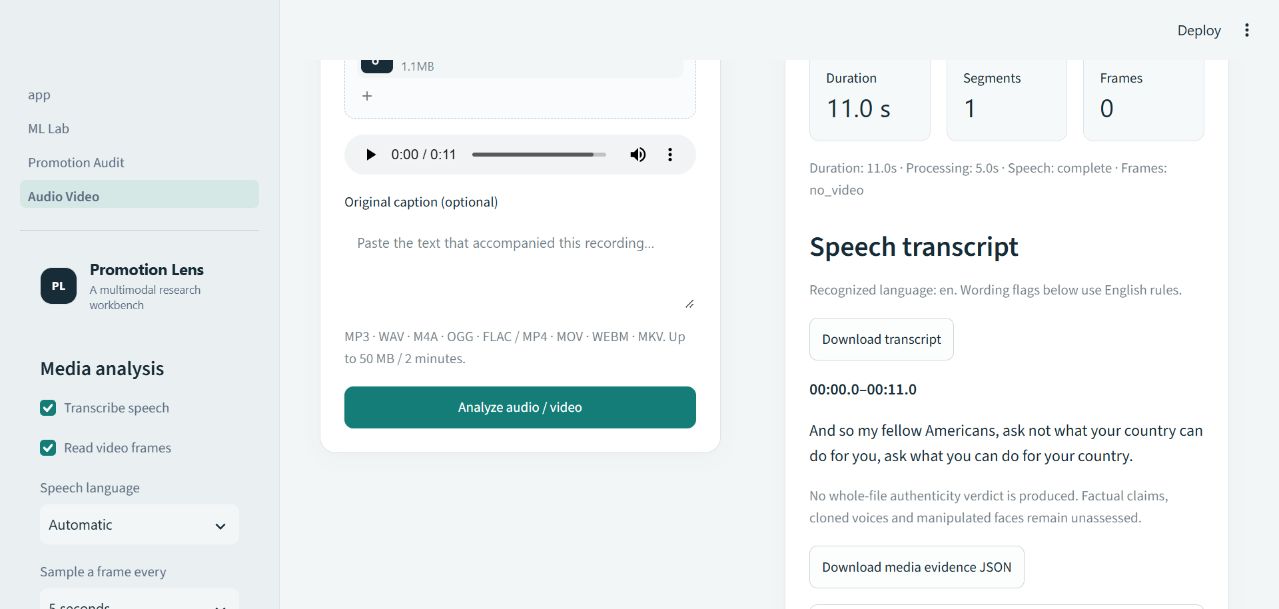 Deploy
app
ML Lab
Promotion Audit
Audio Video
PL
Promotion Lens
A multimodal research
workbench
Media analysis
Transcribe speech
Read video frames
Speech language
Automatic
Sample a frame every
5 seconds
1.1MB
+
0:00 / 0:11
Original caption (optional)
Paste the text that accompanied this recording...
MP3 · WAV · M4A · OGG · FLAC / MP4 · MOV · WEBM · MKV. Up
to 50 MB / 2 minutes.
Analyze audio / video
Duration
11.0 s
Segments
1
Frames
0
Duration: 11.0s · Processing: 5.0s · Speech: complete · Frames:
no_video
Speech transcript
Recognized language: en. Wording flags below use English rules.
Download transcript
00:00.0–00:11.0
And so my fellow Americans, ask not what your country can
do for you, ask what you can do for your country.
No whole-file authenticity verdict is produced. Factual claims,
cloned voices and manipulated faces remain unassessed.
Download media evidence JSON